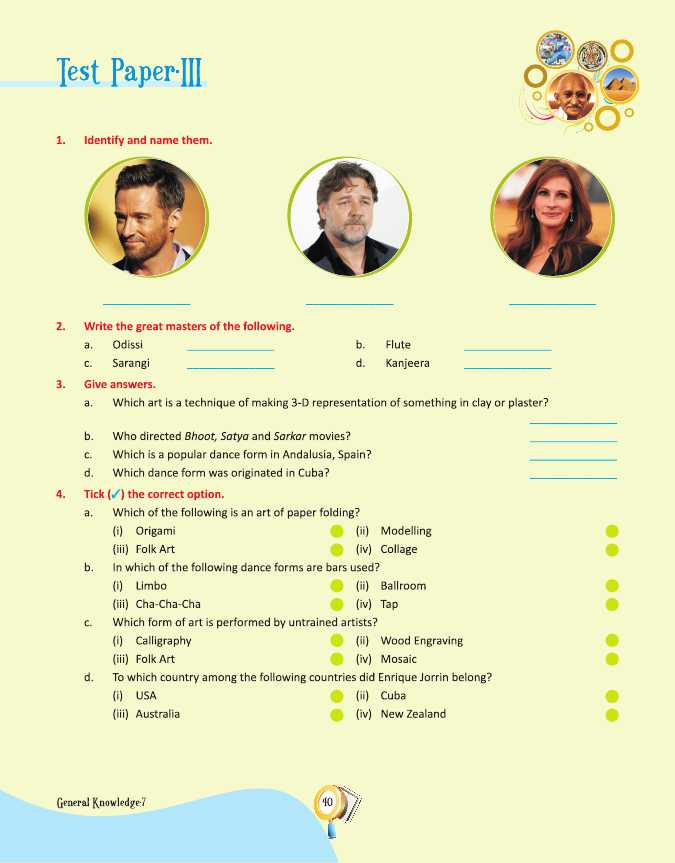 Test Paper-III
1. Identify and name them.
2. Write the great masters of the following.
a. Odissi b. Flute
c. Sarangi d. Kanjeera
3. Give answers.
a. Which art is a technique of making 3-D representation of something in clay or plaster?
b. Who directed Bhoot, Satya and Sarkar movies?
c. Which is a popular dance form in Andalusia, Spain?
d. Which dance form was originated in Cuba?
4. Tick (✓) the correct option.
a. Which of the following is an art of paper folding?
(i) Origami (ii) Modelling
(iii) Folk Art (iv) Collage
b. In which of the following dance forms are bars used?
(i) Limbo (ii) Ballroom
(iii) Cha-Cha-Cha (iv) Tap
c. Which form of art is performed by untrained artists?
(i) Calligraphy (ii) Wood Engraving
(iii) Folk Art (iv) Mosaic
d. To which country among the following countries did Enrique Jorrin belong?
(i) USA (ii) Cuba
(iii) Australia (iv) New Zealand
General Knowledge-7 40